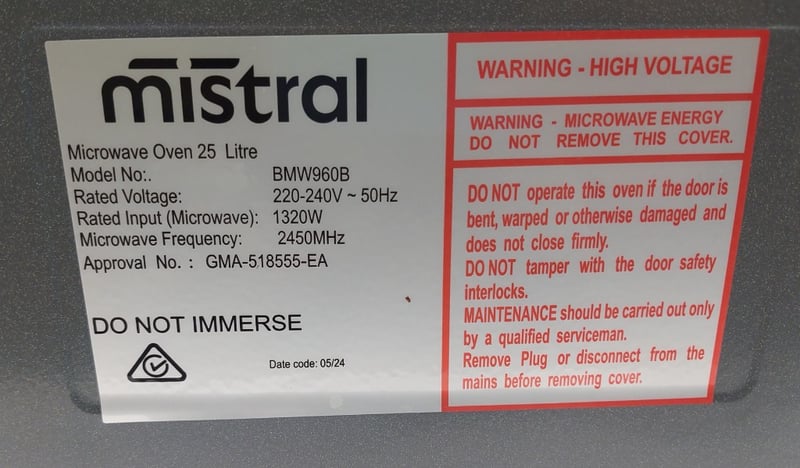 mistral
Microwave Oven 25 Litre
Model No:. BMW960B
Rated Voltage: 220-240V ~ 50Hz
Rated Input (Microwave): 1320W
Microwave Frequency: 2450MHz
Approval No. : GMA-518555-EA
DO NOT IMMERSE
Date code: 05/24
WARNING - HIGH VOLTAGE
WARNING - MICROWAVE ENERGY
DO NOT REMOVE THIS COVER.
DO NOT operate this oven if the door is
bent, warped or otherwise damaged and
does not close firmly.
DO NOT tamper with the door safety
interlocks.
MAINTENANCE should be carried out only
by a qualified serviceman.
Remove Plug or disconnect from the
mains before removing cover.